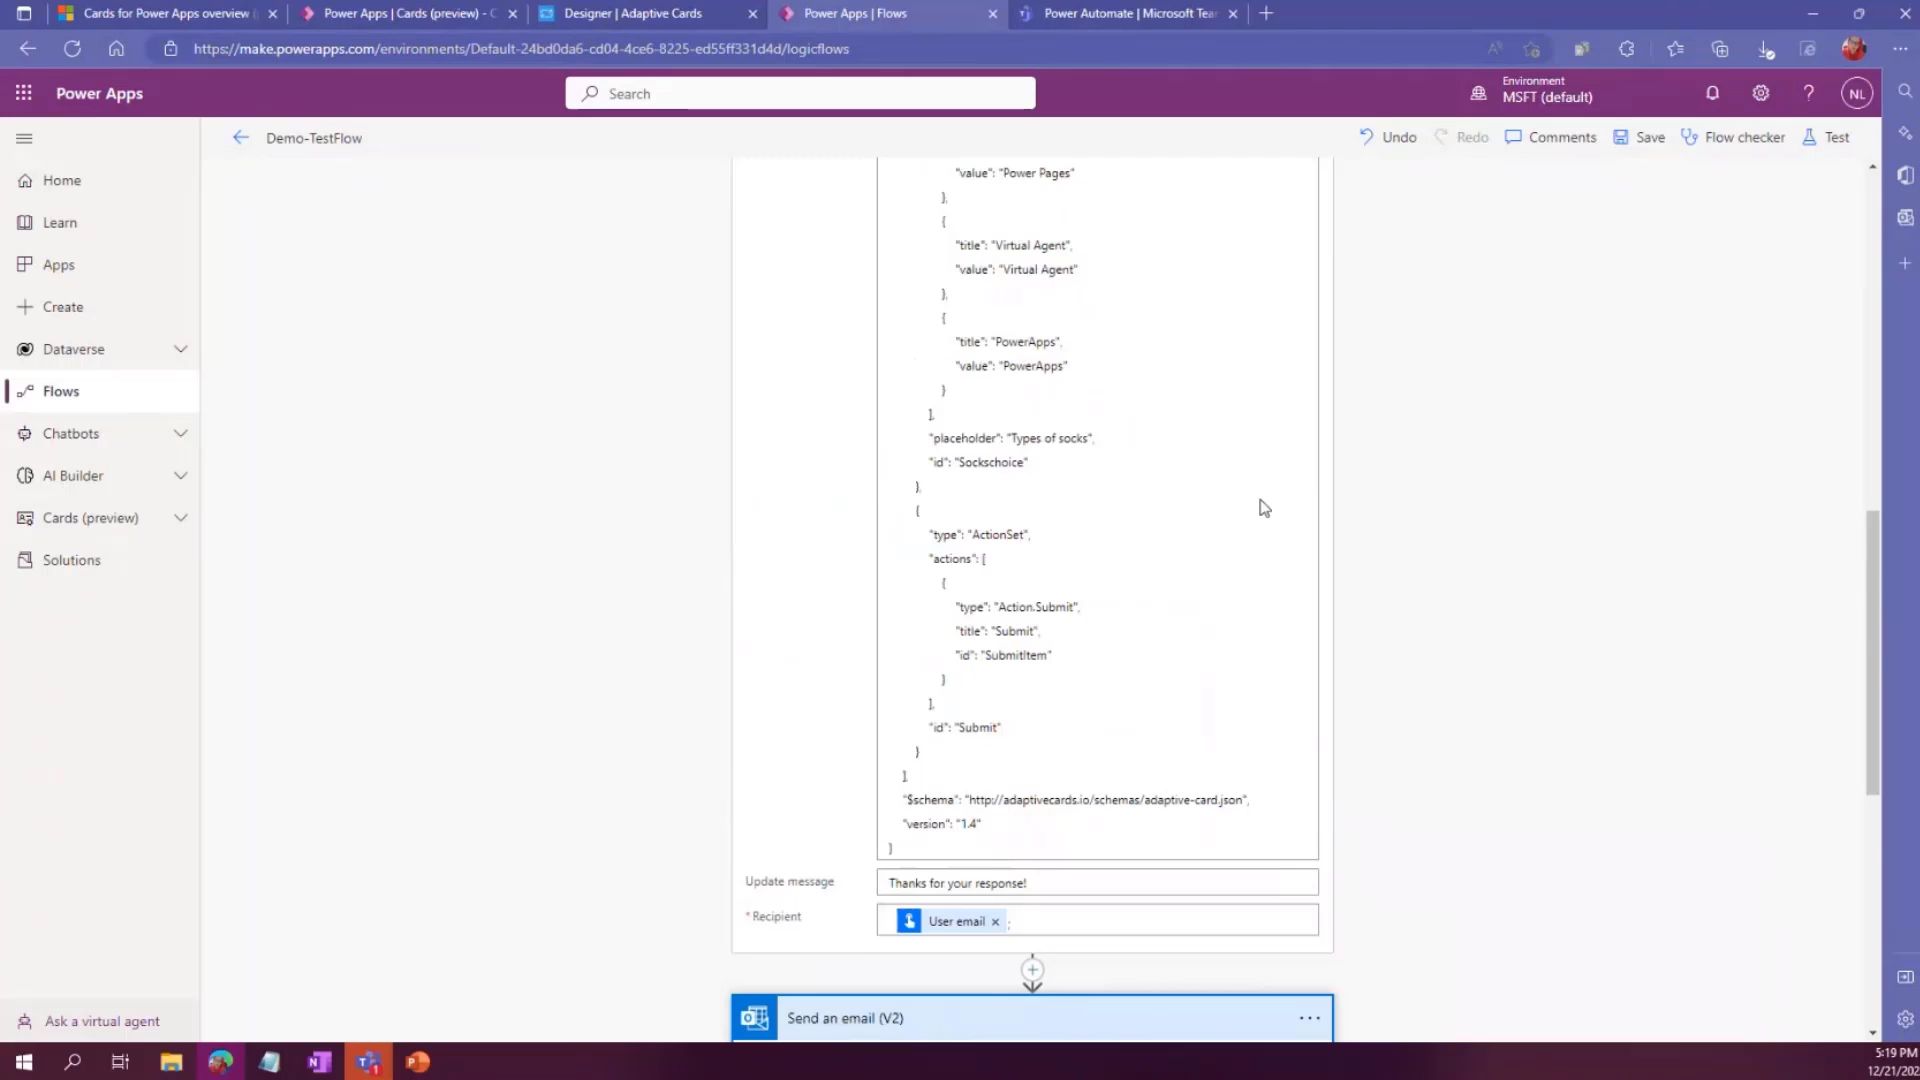 Cards for Power Apps overview
Power Apps | Cards (preview) - C
Designer | Adaptive Cards
Power Apps | Flows
Power Automate | Microsoft Tea
https://make.powerapps.com/environments/Default-24bd0da6-cd04-4ce6-8225-ed55ff331d4d/logicflows
Power Apps
Search
Environment
MSFT (default)
NL
Demo-TestFlow
Undo
Redo
Comments
Save
Flow checker
Test
Home
Learn
Apps
Create
Dataverse
Flows
Chatbots
AI Builder
Cards (preview)
Solutions
Ask a virtual agent
"value": "Power Pages"
},
{
"title": "Virtual Agent",
"value": "Virtual Agent"
},
{
"title": "PowerApps",
"value": "PowerApps"
}
],
"placeholder": "Types of socks",
"id": "Sockschoice"
},
{
"type": "ActionSet",
"actions": [
{
"type": "Action.Submit",
"title": "Submit",
"id": "SubmitItem"
}
],
"id": "Submit"
}
],
"$schema": "http://adaptivecards.io/schemas/adaptive-card.json",
"version": "1.4"
}
Update message
Thanks for your response!
* Recipient
User email × ;
Send an email (V2)
5:19 PM
12/21/202